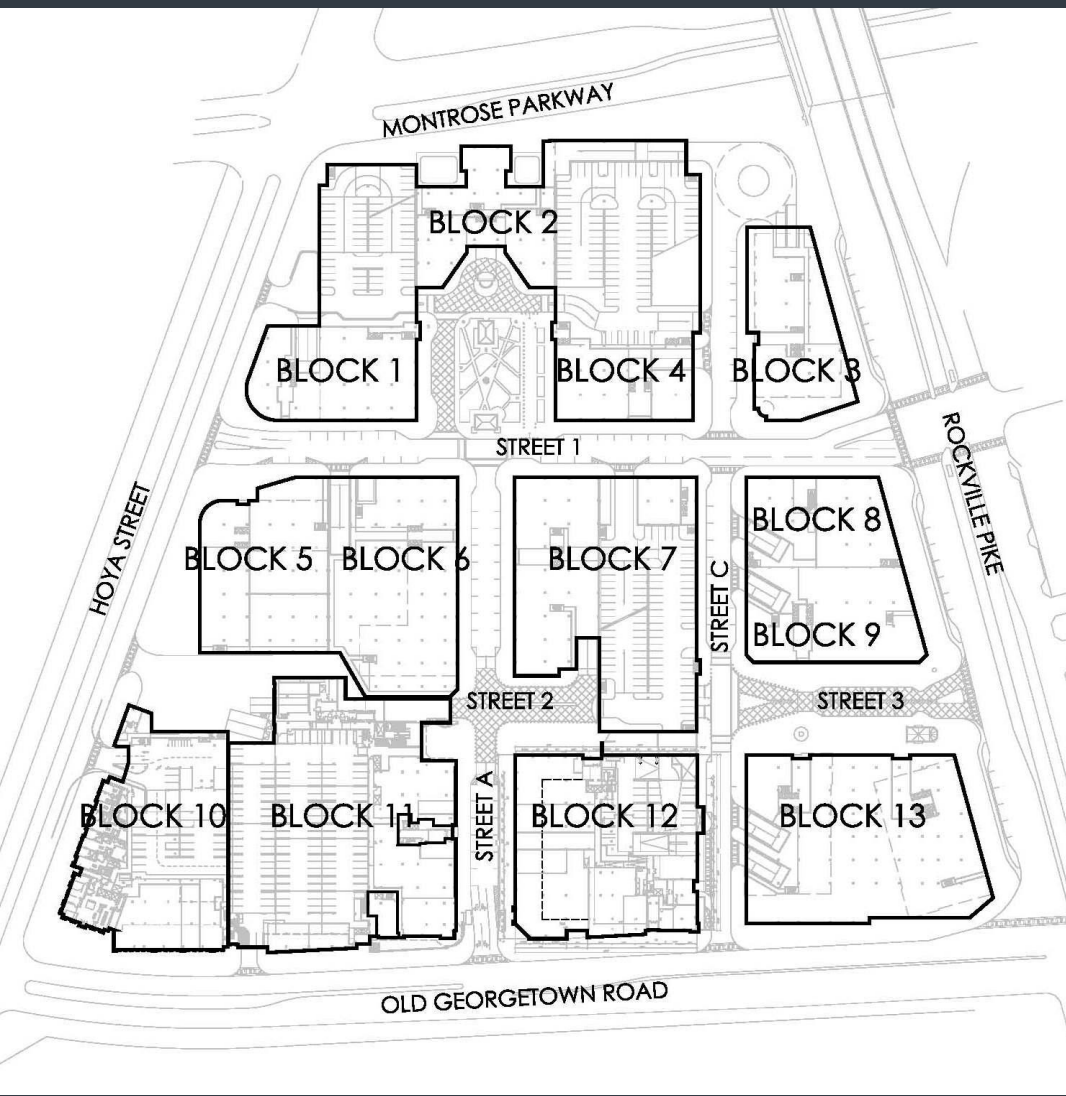 MONTROSE PARKWAY
BLOCK 2
BLOCK 1
BLOCK 4
BLOCK 3
STREET 1
ROCKVILLE PIKE
HOYA STREET
BLOCK 5
BLOCK 6
BLOCK 7
BLOCK 8
STREET C
BLOCK 9
STREET 2
STREET 3
BLOCK 10
BLOCK 11
STREET A
BLOCK 12
BLOCK 13
OLD GEORGETOWN ROAD